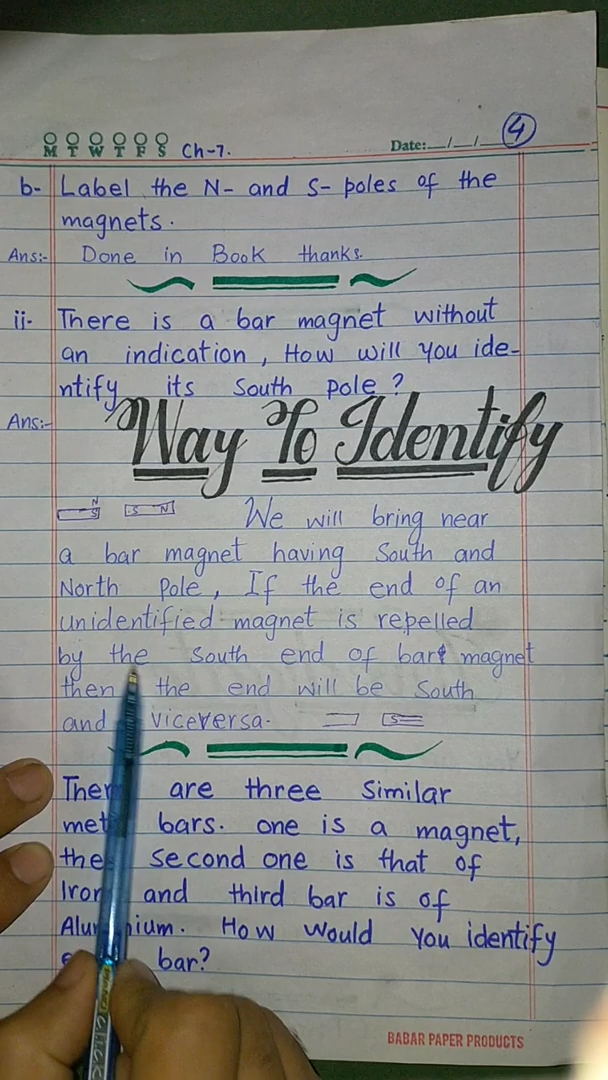 4
M T W T F S Ch-7. Date:__/__/__
b- Label the N- and S- poles of the
magnets.
Ans:- Done in Book thanks.
ii- There is a bar magnet without
an indication, How will you ide-
ntify its South pole?
Ans:- Way To Identify
N
S S N We will bring near
a bar magnet having South and
North Pole, If the end of an
unidentified magnet is repelled
by the South end of bar magnet
then the end will be South
and viceversa. S
are three Similar
bars. one is a magnet,
the second one is that of
and third bar is of
How would you identify
bar?
BABAR PAPER PRODUCTS